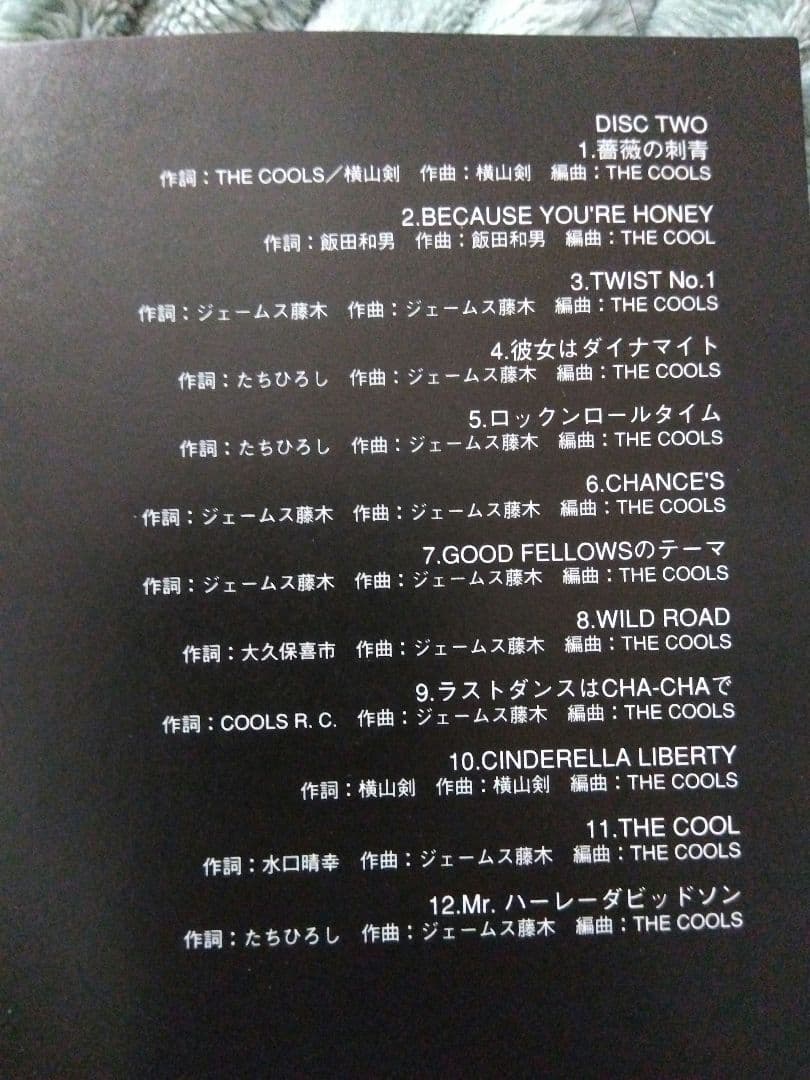 DISC TWO
1.薔薇の刺青
作詞：THE COOLS／横山剣　作曲：横山剣　編曲：THE COOLS
2.BECAUSE YOU'RE HONEY
作詞：飯田和男　作曲：飯田和男　編曲：THE COOL
3.TWIST No.1
作詞：ジェームス藤木　作曲：ジェームス藤木　編曲：THE COOLS
4.彼女はダイナマイト
作詞：たちひろし　作曲：ジェームス藤木　編曲：THE COOLS
5.ロックンロールタイム
作詞：たちひろし　作曲：ジェームス藤木　編曲：THE COOLS
6.CHANCE'S
作詞：ジェームス藤木　作曲：ジェームス藤木　編曲：THE COOLS
7.GOOD FELLOWSのテーマ
作詞：ジェームス藤木　作曲：ジェームス藤木　編曲：THE COOLS
8.WILD ROAD
作詞：大久保喜市　作曲：ジェームス藤木　編曲：THE COOLS
9.ラストダンスはCHA-CHAで
作詞：COOLS R. C.　作曲：ジェームス藤木　編曲：THE COOLS
10.CINDERELLA LIBERTY
作詞：横山剣　作曲：横山剣　編曲：THE COOLS
11.THE COOL
作詞：水口晴幸　作曲：ジェームス藤木　編曲：THE COOLS
12.Mr. ハーレーダビッドソン
作詞：たちひろし　作曲：ジェームス藤木　編曲：THE COOLS